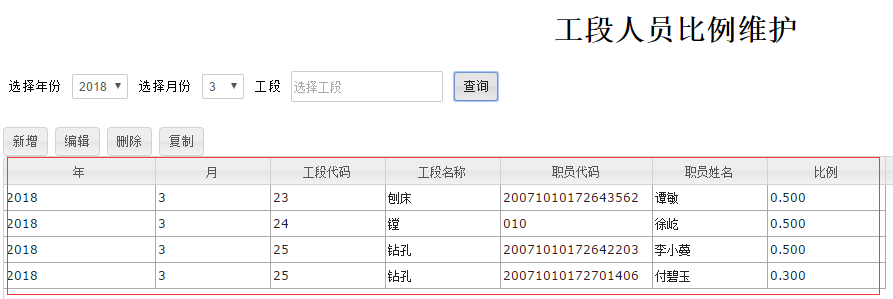 工段人员比例维护
选择年份 2018 选择月份 3 工段 选择工段 查询
新增 编辑 删除 复制
年 月 工段代码 工段名称 职员代码 职员姓名 比例
2018 3 23 刨床 20071010172643562 谭敏 0.500
2018 3 24 镗 010 徐屹 0.500
2018 3 25 钻孔 20071010172642203 李小蘷 0.500
2018 3 25 钻孔 20071010172701406 付碧玉 0.300